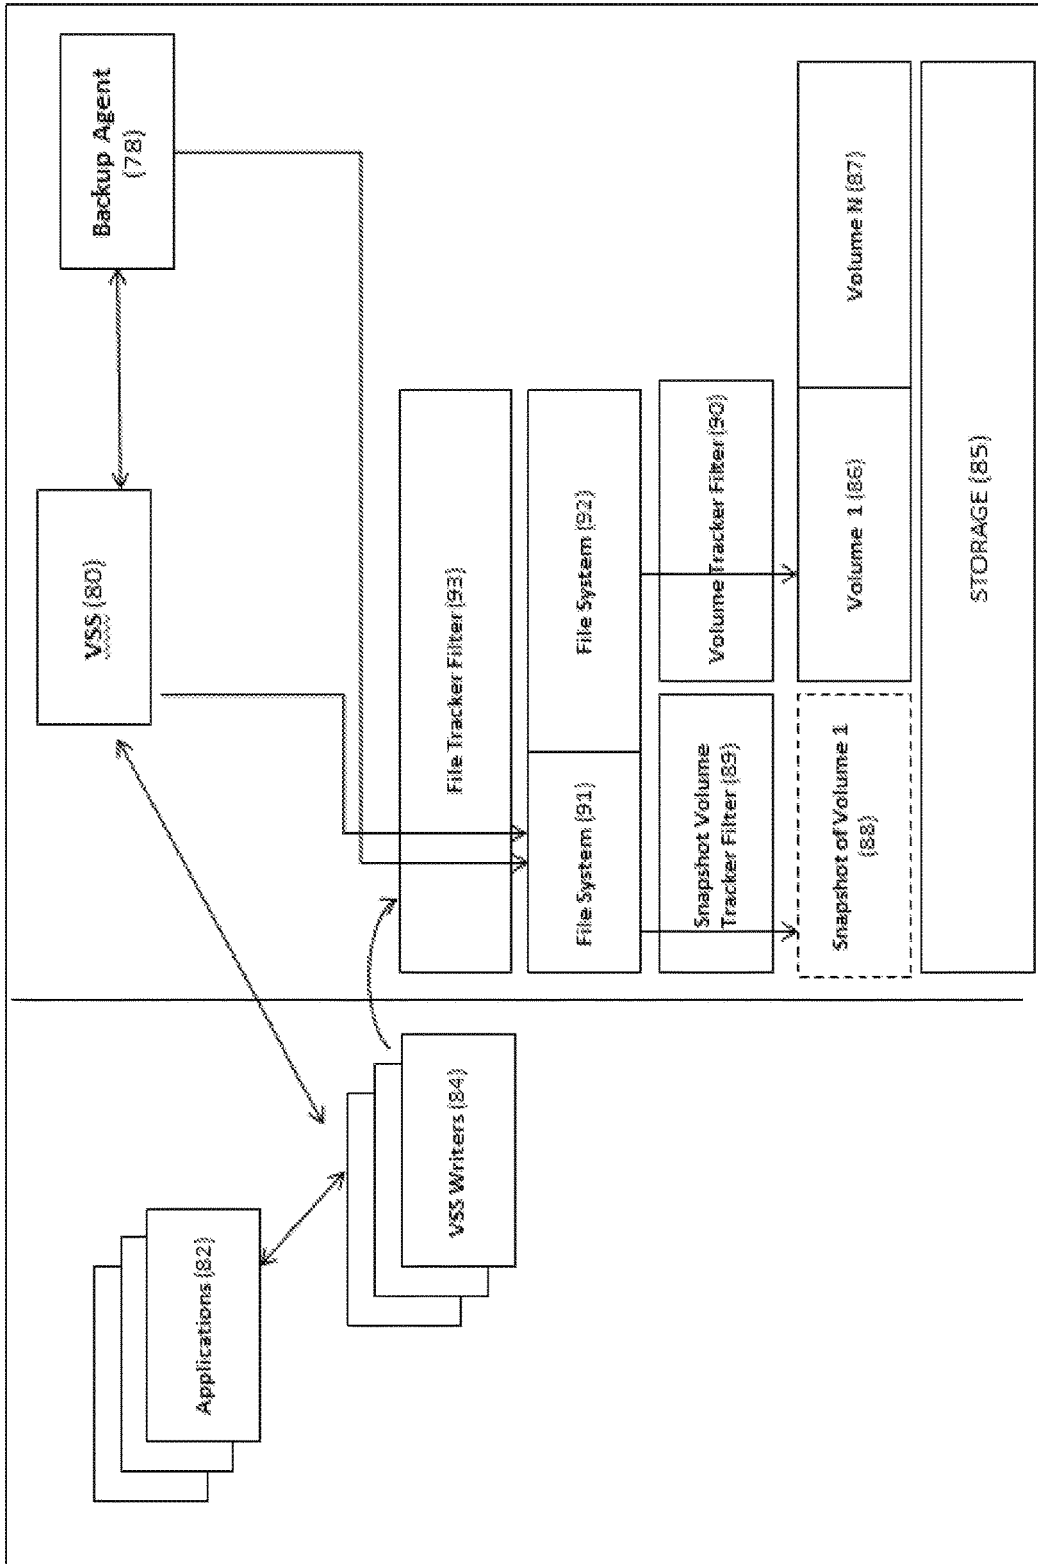 Applications (82)
VSS Writers (84)
VSS (80)
Backup Agent
(78)
File Tracker Filter (93)
File System (91)
File System (92)
Snapshot Volume
Tracker Filter (89)
Volume Tracker Filter (90)
Snapshot of Volume 1
(88)
Volume 1 (86)
Volume N (87)
STORAGE (85)